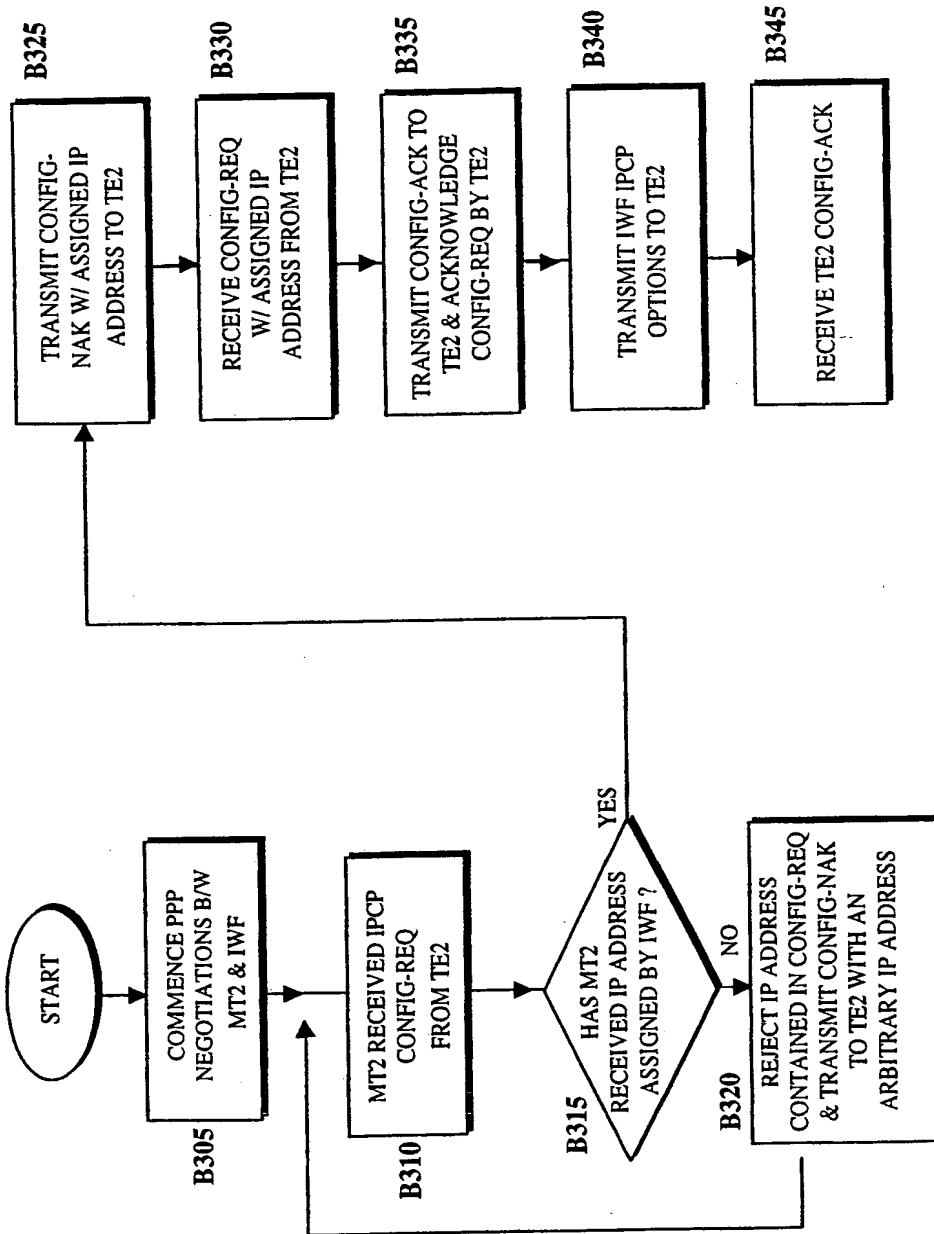 START
COMMENCE PPP
NEGOTIATIONS B/W
MT2 & IWF
B305
MT2 RECEIVED IPCP
CONFIG-REQ
FROM TE2
B310
HAS MT2
RECEIVED IP ADDRESS
ASSIGNED BY IWF ?
B315
YES
NO
B320
REJECT IP ADDRESS
CONTAINED IN CONFIG-REQ
& TRANSMIT CONFIG-NAK
TO TE2 WITH AN
ARBITRARY IP ADDRESS
TRANSMIT CONFIG-
NAK W/ ASSIGNED IP
ADDRESS TO TE2
B325
RECEIVE CONFIG-REQ
W/ ASSIGNED IP
ADDRESS FROM TE2
B330
TRANSMIT CONFIG-ACK TO
TE2 & ACKNOWLEDGE
CONFIG-REQ BY TE2
B335
TRANSMIT IWF IPCP
OPTIONS TO TE2
B340
RECEIVE TE2 CONFIG-ACK
B345